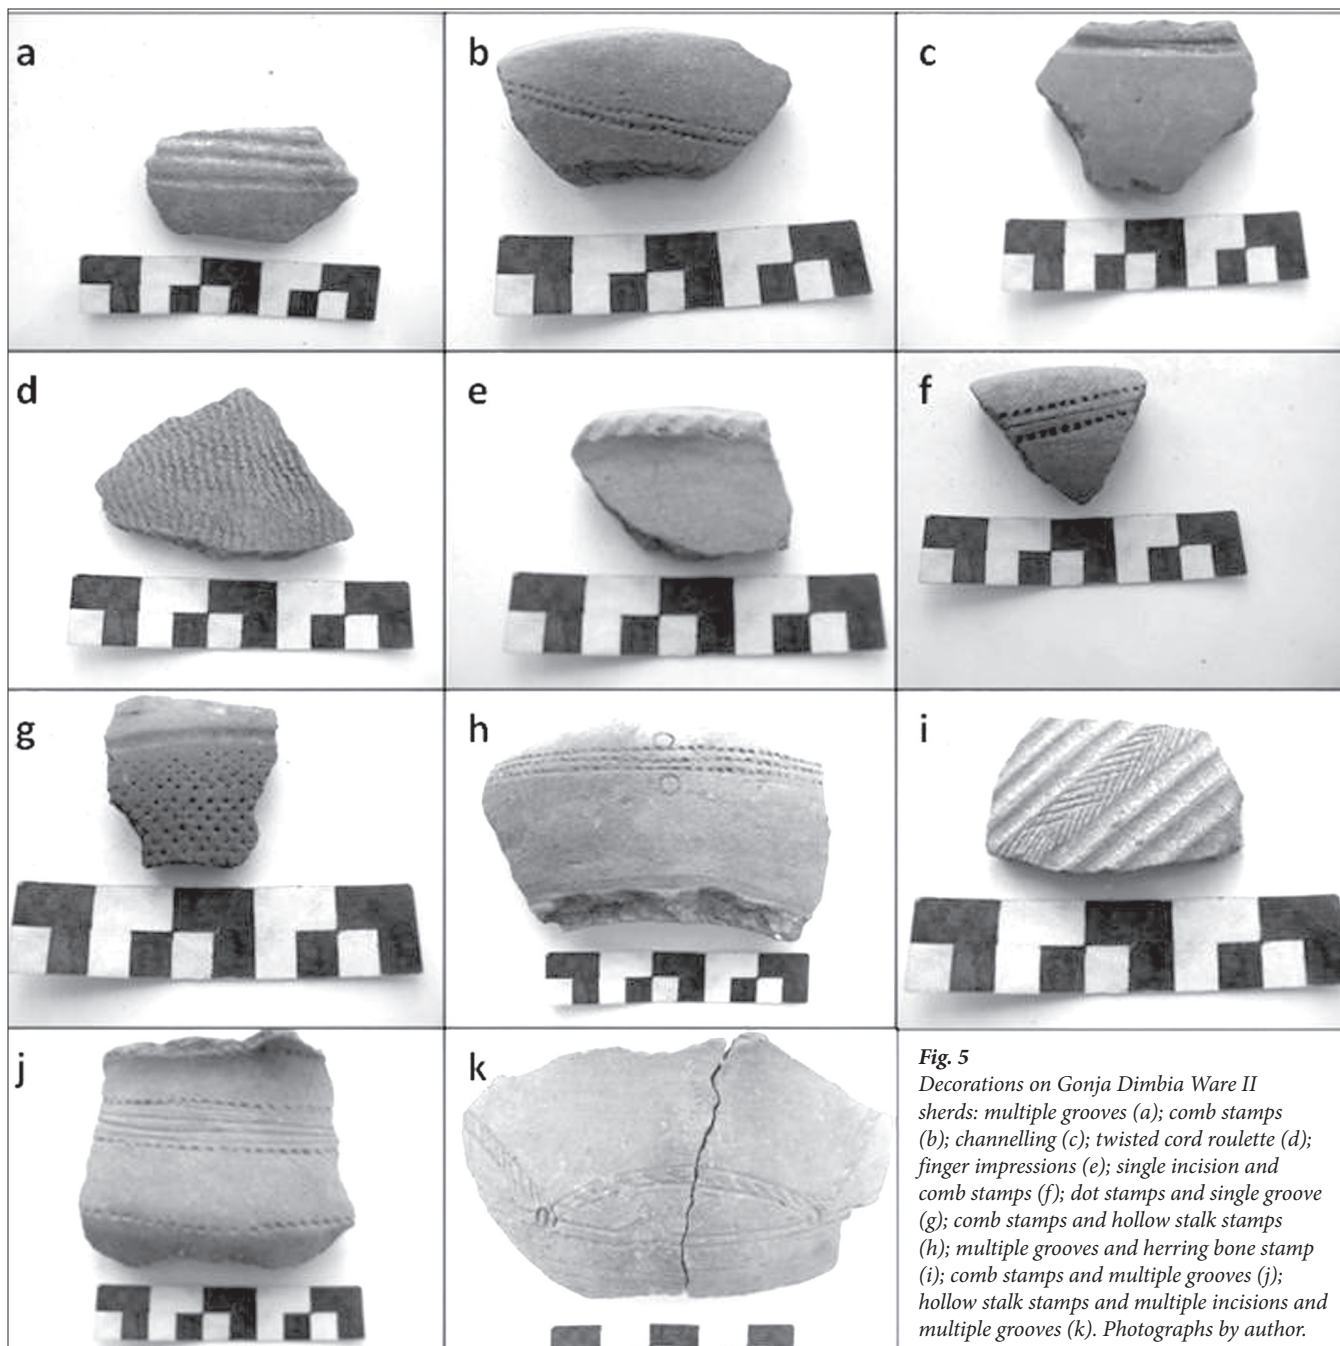 a
b
c
d
e
f
g
h
i
j
k
Fig. 5
Decorations on Gonja Dimbia Ware II
sherds: multiple grooves (a); comb stamps
(b); channelling (c); twisted cord roulette (d);
finger impressions (e); single incision and
comb stamps (f); dot stamps and single groove
(g); comb stamps and hollow stalk stamps
(h); multiple grooves and herring bone stamp
(i); comb stamps and multiple grooves (j);
hollow stalk stamps and multiple incisions and
multiple grooves (k). Photographs by author.